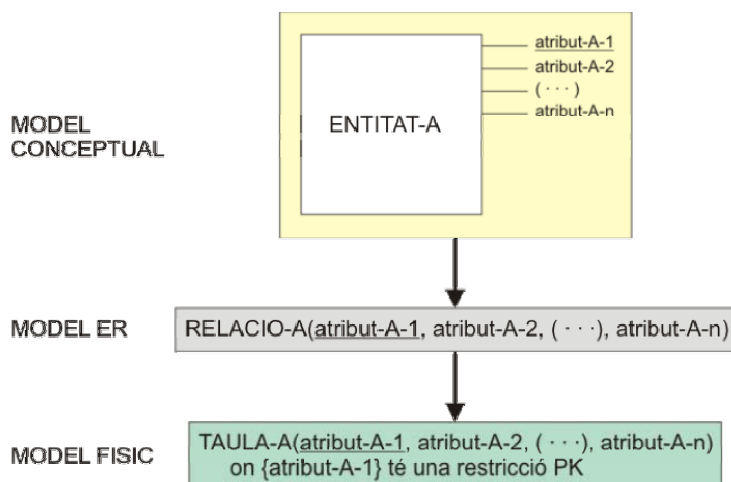 MODEL
CONCEPTUAL
ENTITAT-A
atribut-A-1
atribut-A-2
( · · · )
atribut-A-n
MODEL ER
RELACIO-A(atribut-A-1, atribut-A-2, ( · · · ), atribut-A-n)
MODEL FISIC
TAULA-A(atribut-A-1, atribut-A-2, ( · · · ), atribut-A-n)
on {atribut-A-1} té una restricció PK